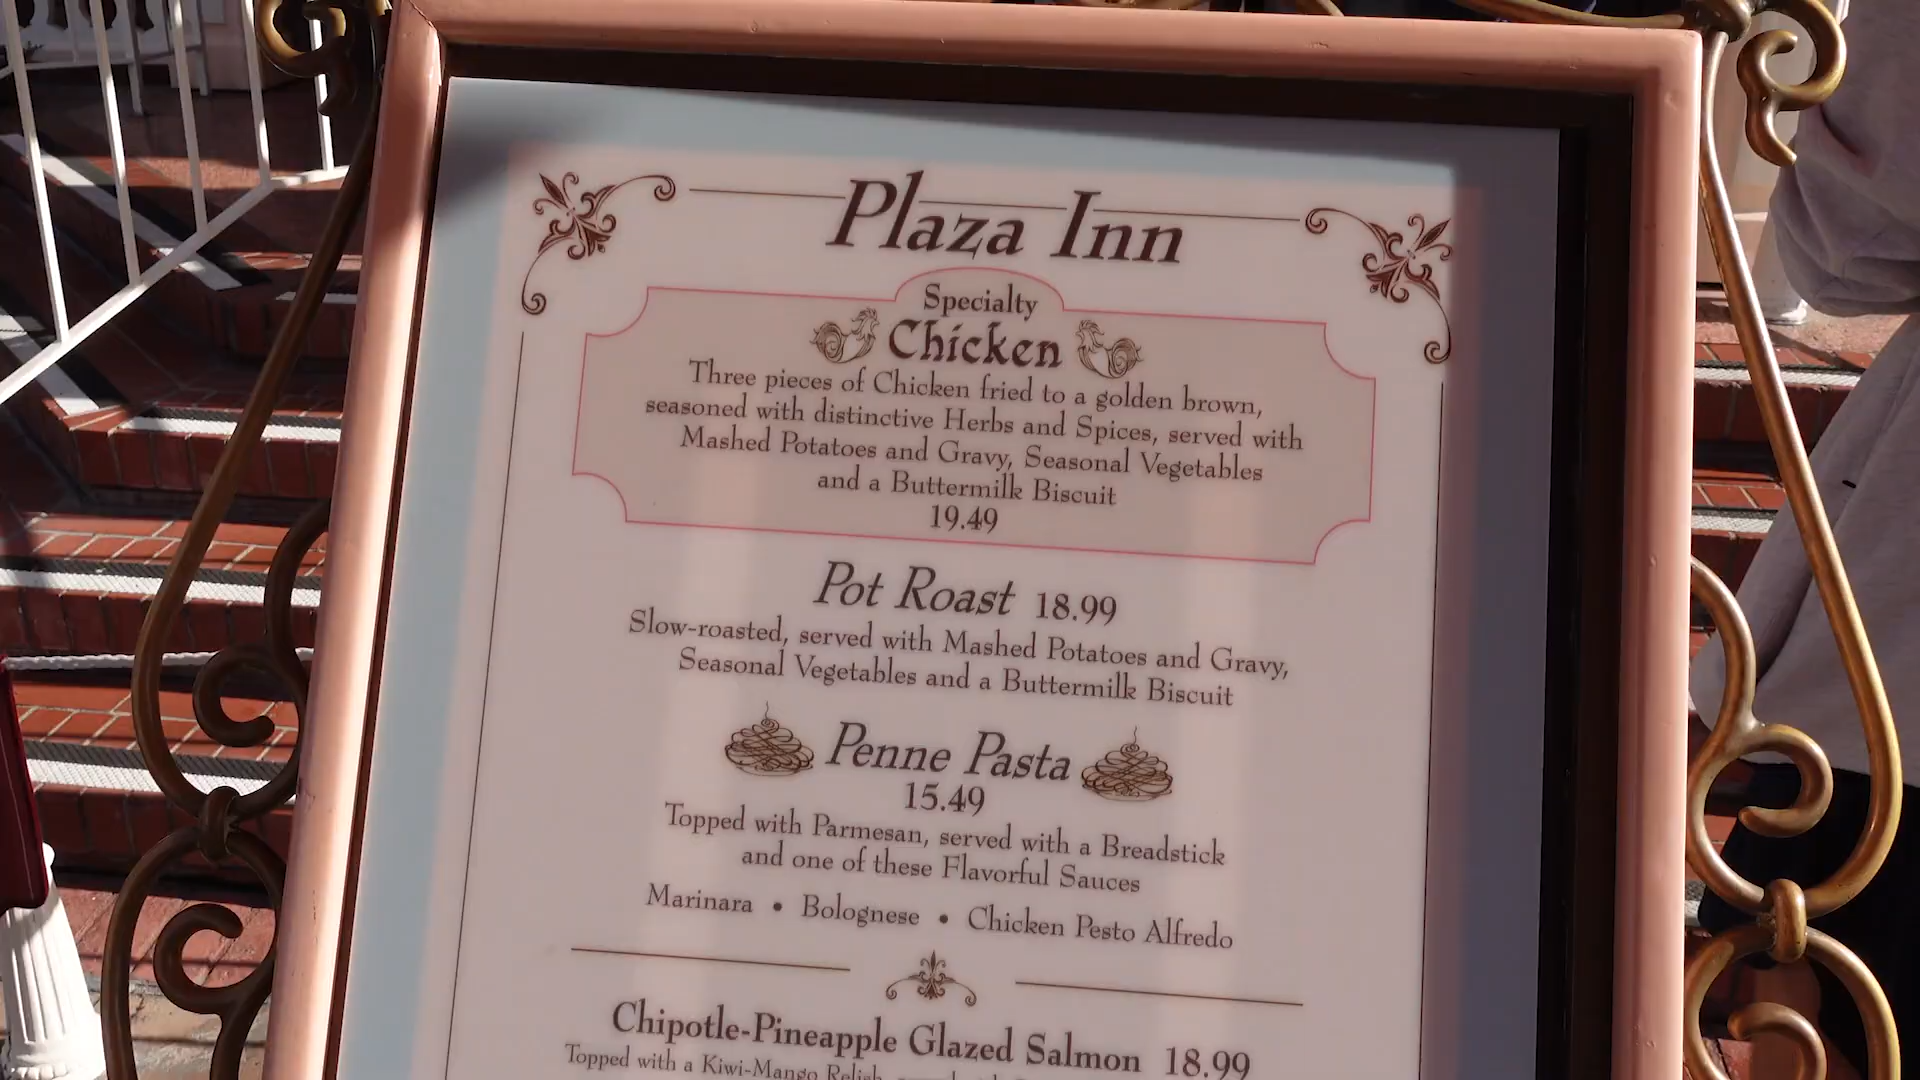 Plaza Inn
Specialty
Chicken
Three pieces of Chicken fried to a golden brown,
seasoned with distinctive Herbs and Spices, served with
Mashed Potatoes and Gravy, Seasonal Vegetables
and a Buttermilk Biscuit
19.49
Pot Roast 18.99
Slow-roasted, served with Mashed Potatoes and Gravy,
Seasonal Vegetables and a Buttermilk Biscuit
Penne Pasta
15.49
Topped with Parmesan, served with a Breadstick
and one of these Flavorful Sauces
Marinara • Bolognese • Chicken Pesto Alfredo
Chipotle-Pineapple Glazed Salmon 18.99
Topped with a Kiwi-Mango Relish,